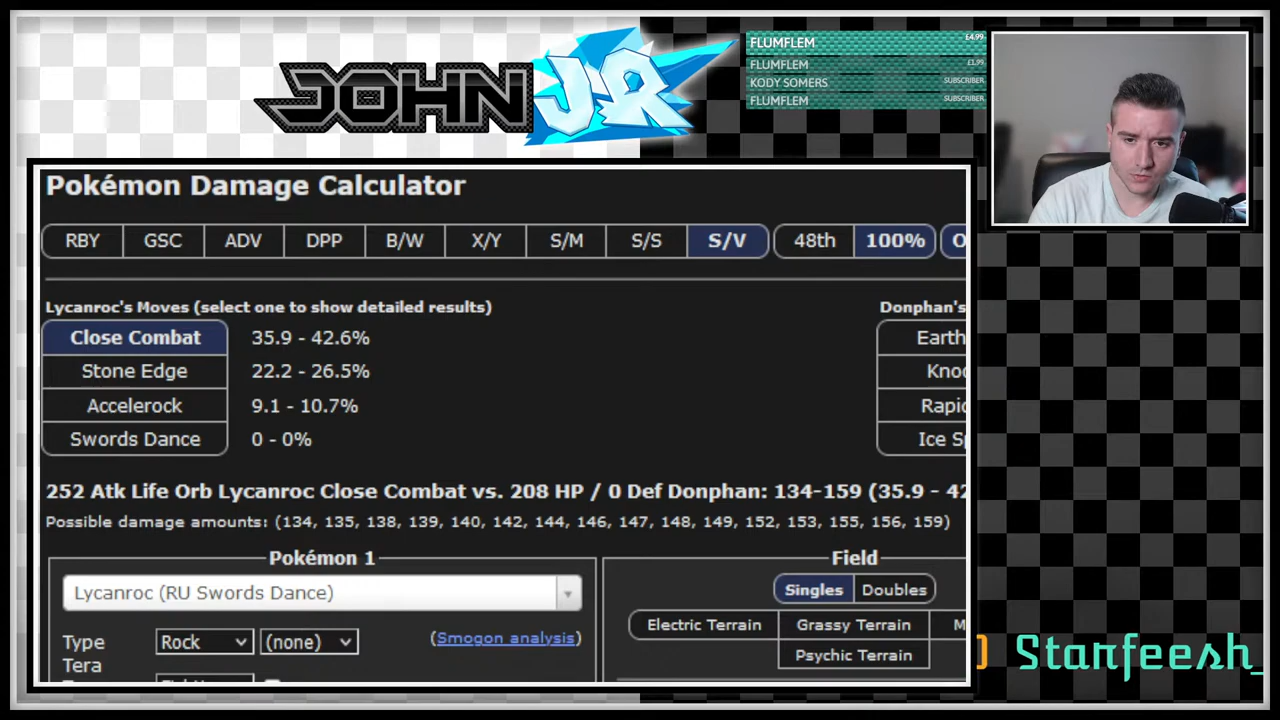 JOHN JR
FLUMFLEM £4.99
FLUMFLEM £1.99
KODY SOMERS SUBSCRIBER
FLUMFLEM SUBSCRIBER
Pokémon Damage Calculator
RBY GSC ADV DPP B/W X/Y S/M S/S S/V 48th 100% O
Lycanroc's Moves (select one to show detailed results)
Close Combat 35.9 - 42.6%
Stone Edge 22.2 - 26.5%
Accelerock 9.1 - 10.7%
Swords Dance 0 - 0%
Donphan's
Earth
Kno
Rapid
Ice Sp
252 Atk Life Orb Lycanroc Close Combat vs. 208 HP / 0 Def Donphan: 134-159 (35.9 - 42
Possible damage amounts: (134, 135, 138, 139, 140, 142, 144, 146, 147, 148, 149, 152, 153, 155, 156, 159)
Pokémon 1
Lycanroc (RU Swords Dance)
Type Rock (none) (Smogon analysis)
Tera
Field
Singles Doubles
Electric Terrain Grassy Terrain M
Psychic Terrain
Starfeesh_